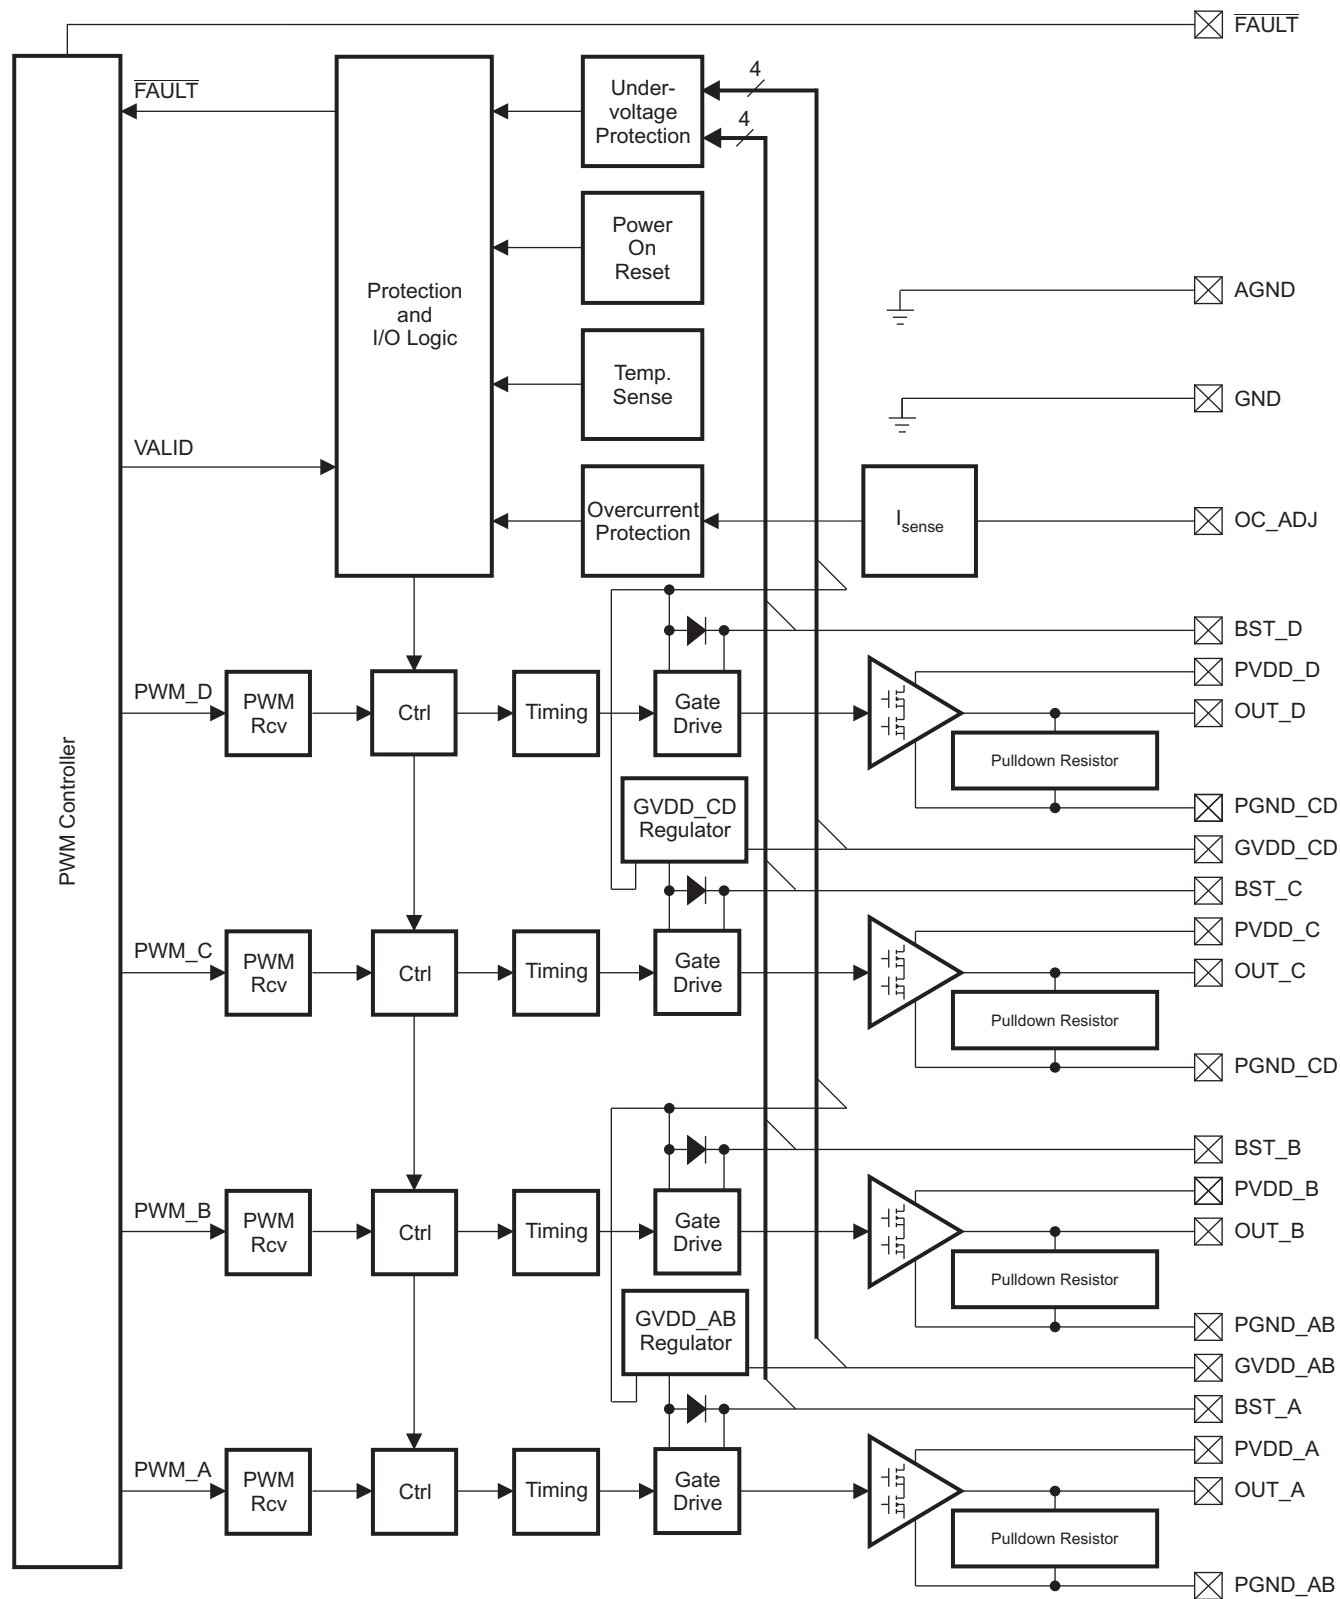 FAULT
FAULT
Under-
voltage
Protection
4
4
Power
On
Reset
Protection
and
I/O Logic
AGND
Temp.
Sense
GND
VALID
Overcurrent
Protection
Isense
OC_ADJ
BST_D
PVDD_D
PWM_D
PWM
Rcv
Ctrl
Timing
Gate
Drive
OUT_D
Pulldown Resistor
PWM Controller
GVDD_CD
Regulator
PGND_CD
GVDD_CD
BST_C
PVDD_C
PWM_C
PWM
Rcv
Ctrl
Timing
Gate
Drive
OUT_C
Pulldown Resistor
PGND_CD
BST_B
PVDD_B
PWM_B
PWM
Rcv
Ctrl
Timing
Gate
Drive
OUT_B
Pulldown Resistor
GVDD_AB
Regulator
PGND_AB
GVDD_AB
BST_A
PVDD_A
PWM_A
PWM
Rcv
Ctrl
Timing
Gate
Drive
OUT_A
Pulldown Resistor
PGND_AB